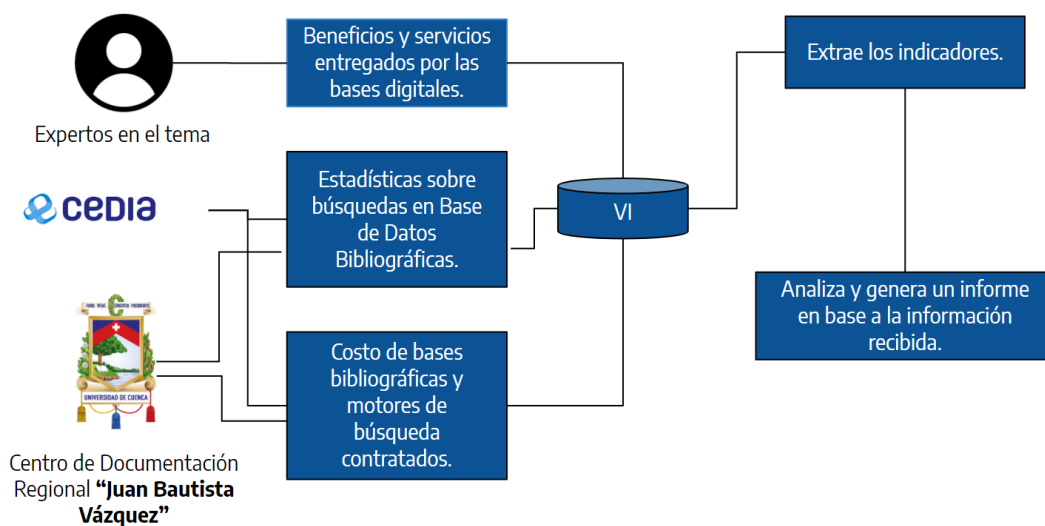 Beneficios y servicios
entregados por las
bases digitales.
Extrae los indicadores.
Expertos en el tema
cedia
Estadísticas sobre
búsquedas en Base
de Datos
Bibliográficas.
VI
Analiza y genera un informe
en base a la información
recibida.
Costo de bases
bibliográficas y
motores de
búsqueda
contratados.
UNIVERSIDAD DE CUENCA
Centro de Documentación
Regional “Juan Bautista
Vázquez”